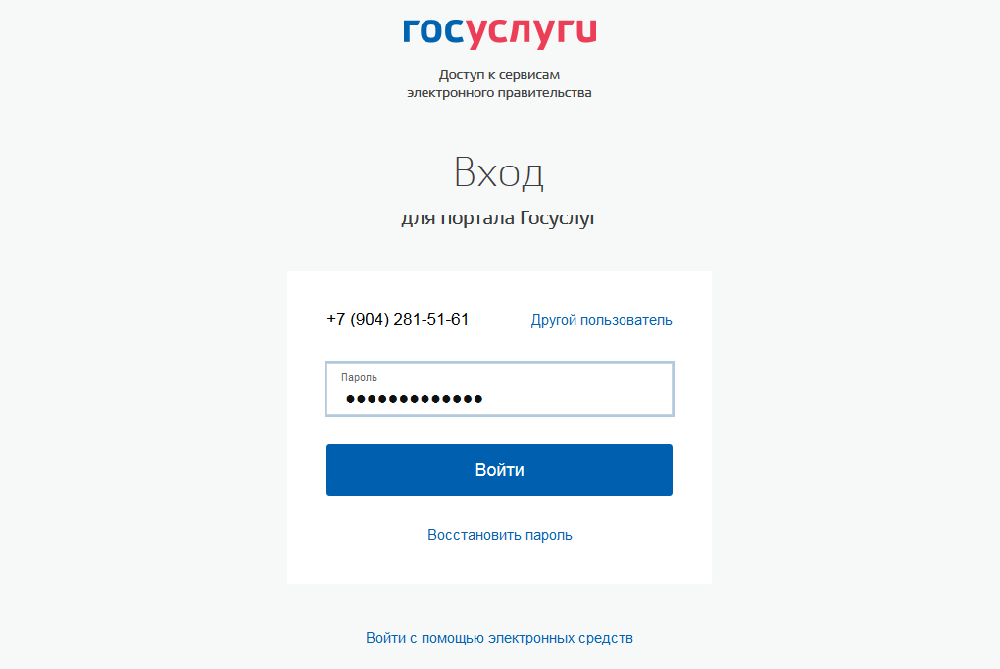 госуслуги
Доступ к сервисам
электронного правительства
Вход
для портала Госуслуг
+7 (904) 281-51-61 Другой пользователь
Пароль
●●●●●●●●●●●●●
Войти
Восстановить пароль
Войти с помощью электронных средств